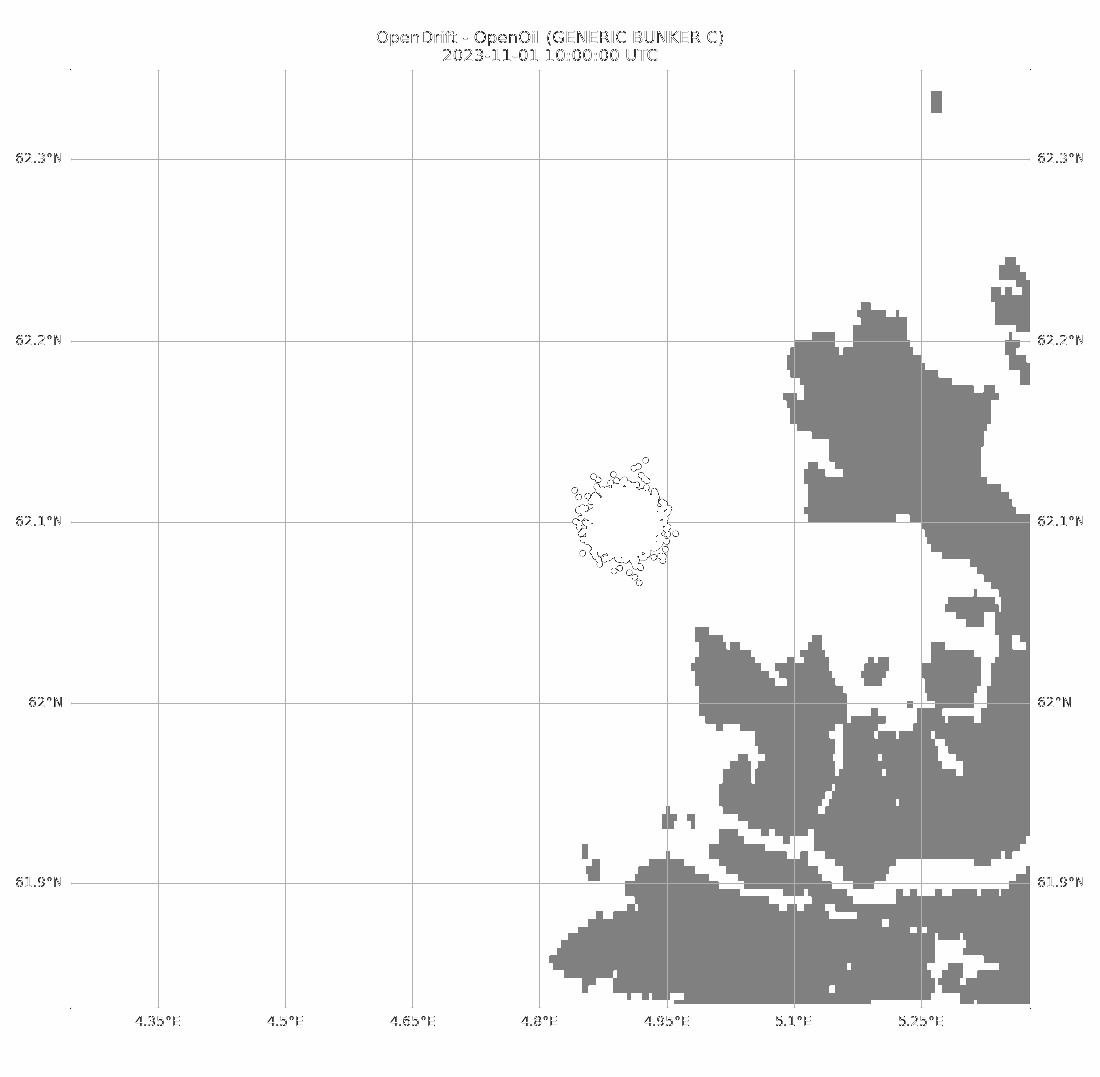 OpenDrift - OpenOil (GENERIC BUNKER C)
2023-11-01 10:00:00 UTC
62.3°N 62.3°N
62.2°N 62.2°N
62.1°N 62.1°N
62°N 62°N
61.9°N 61.9°N
4.35°E 4.5°E 4.65°E 4.8°E 4.95°E 5.1°E 5.25°E